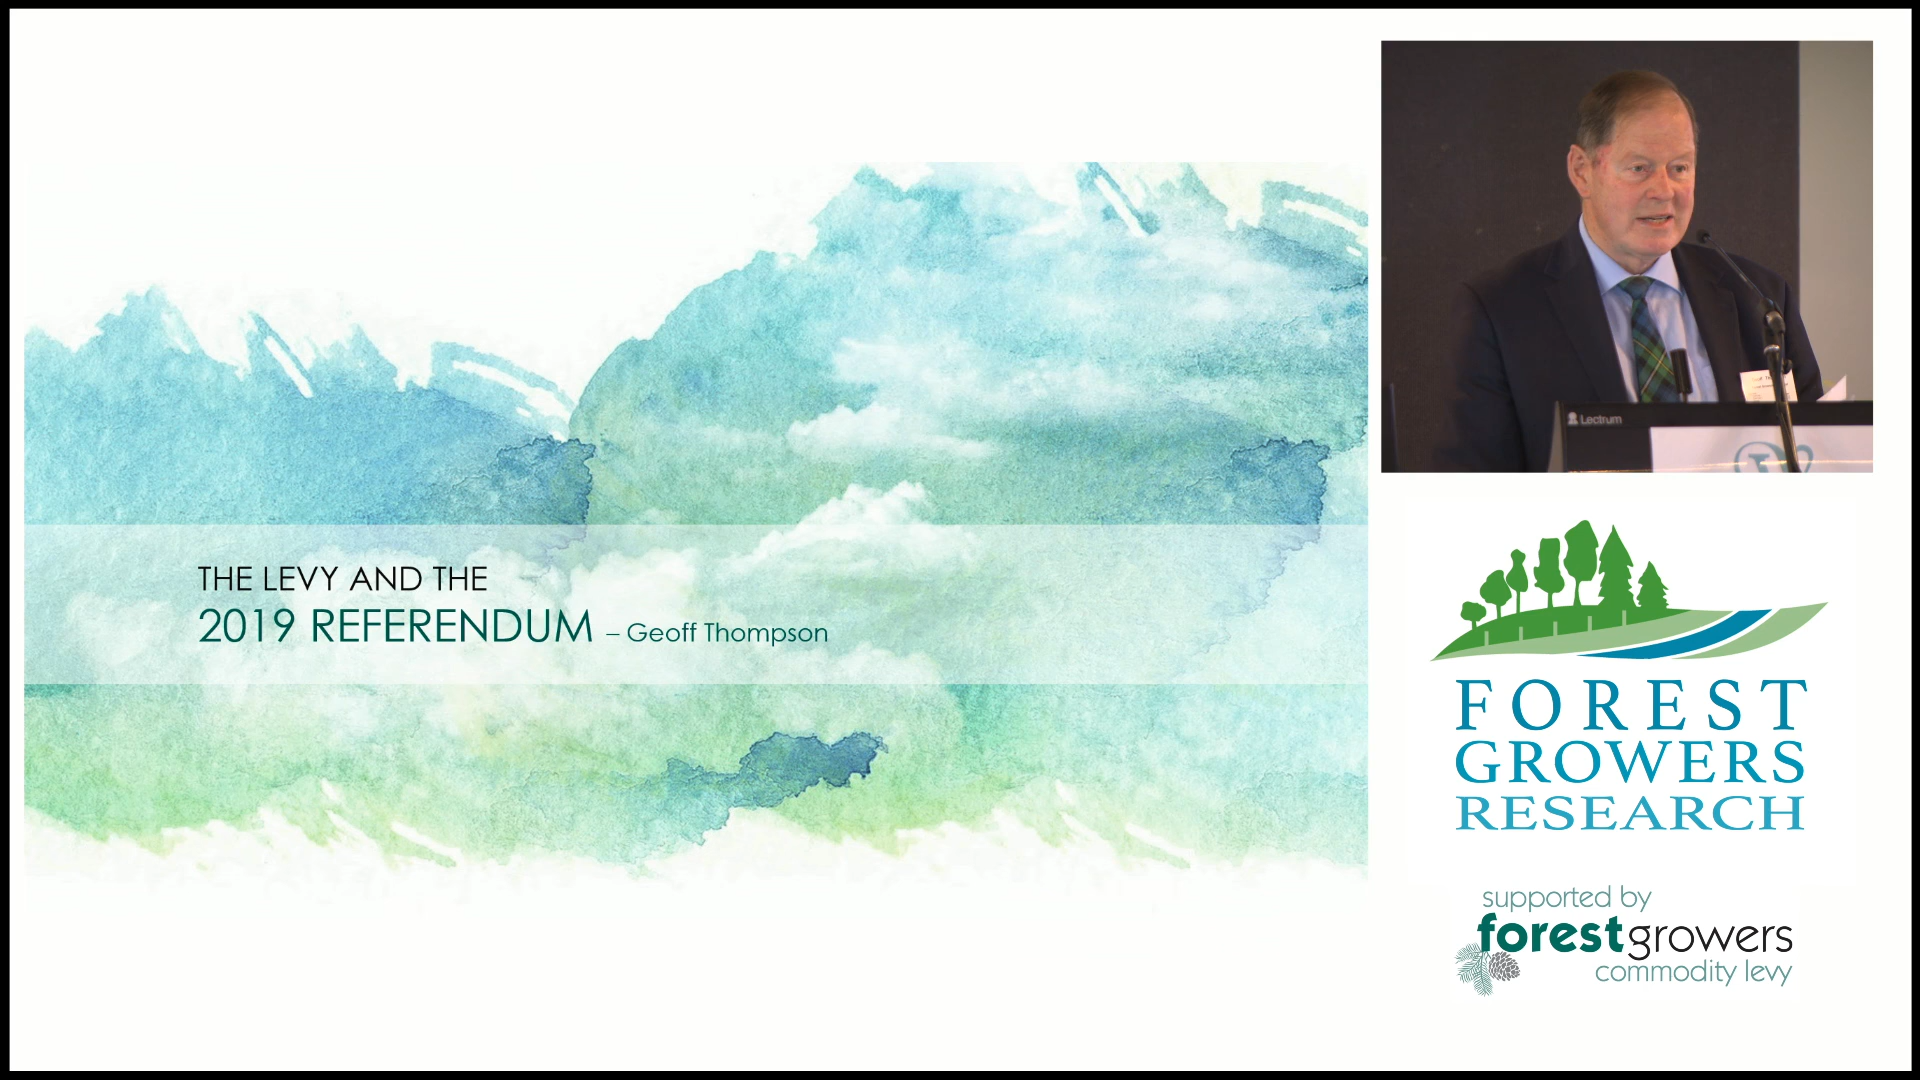 THE LEVY AND THE
2019 REFERENDUM – Geoff Thompson
Lectrum
FOREST
GROWERS
RESEARCH
supported by
forestgrowers
commodity levy